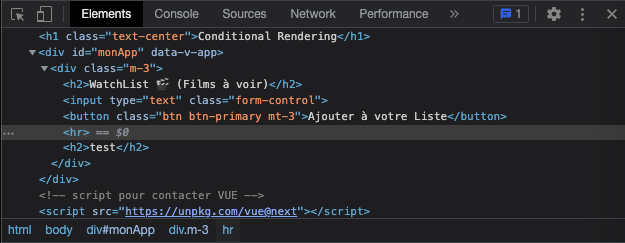 Elements Console Sources Network Performance » 1
<h1 class="text-center">Conditional Rendering</h1>
▼<div id="monApp" data-v-app>
▼<div class="m-3">
<h2>WatchList 🎬 (Films à voir)</h2>
<input type="text" class="form-control">
<button class="btn btn-primary mt-3">Ajouter à votre Liste</button>
… <hr> == $0
<h2>test</h2>
</div>
</div>
<!-- script pour contacter VUE -->
<script src="https://unpkg.com/vue@next"></script>
html body div#monApp div.m-3 hr